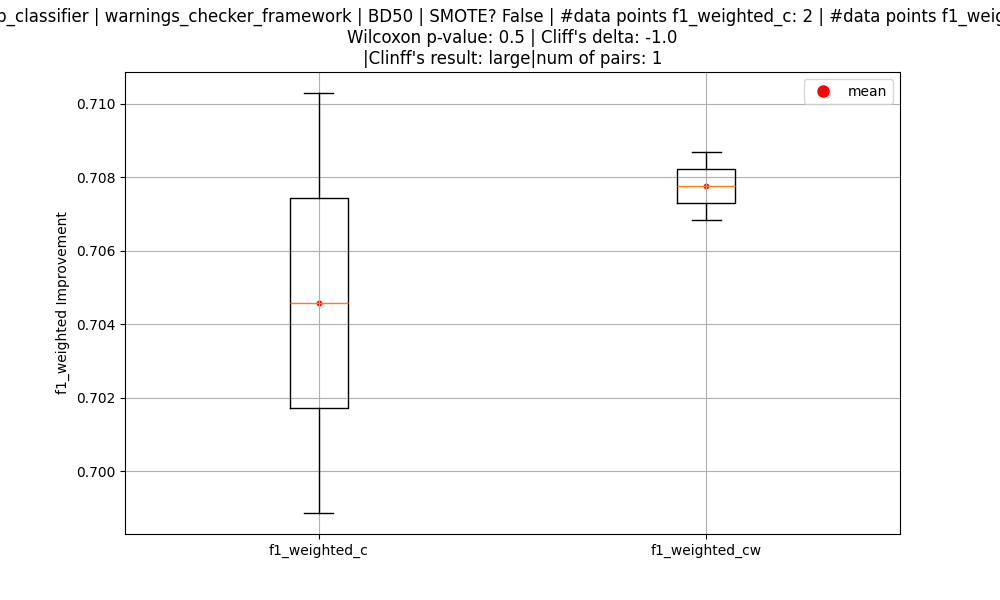 _classifier | warnings_checker_framework | BD50 | SMOTE? False | #data points f1_weighted_c: 2 | #data points
Wilcoxon p-value: 0.5 | Cliff's delta: -1.0
|Clinff's result: large|num of pairs: 1
mean
0.710
0.708
0.706
0.704
0.702
0.700
f1_weighted Improvement
f1_weighted_c
f1_weighted_cw